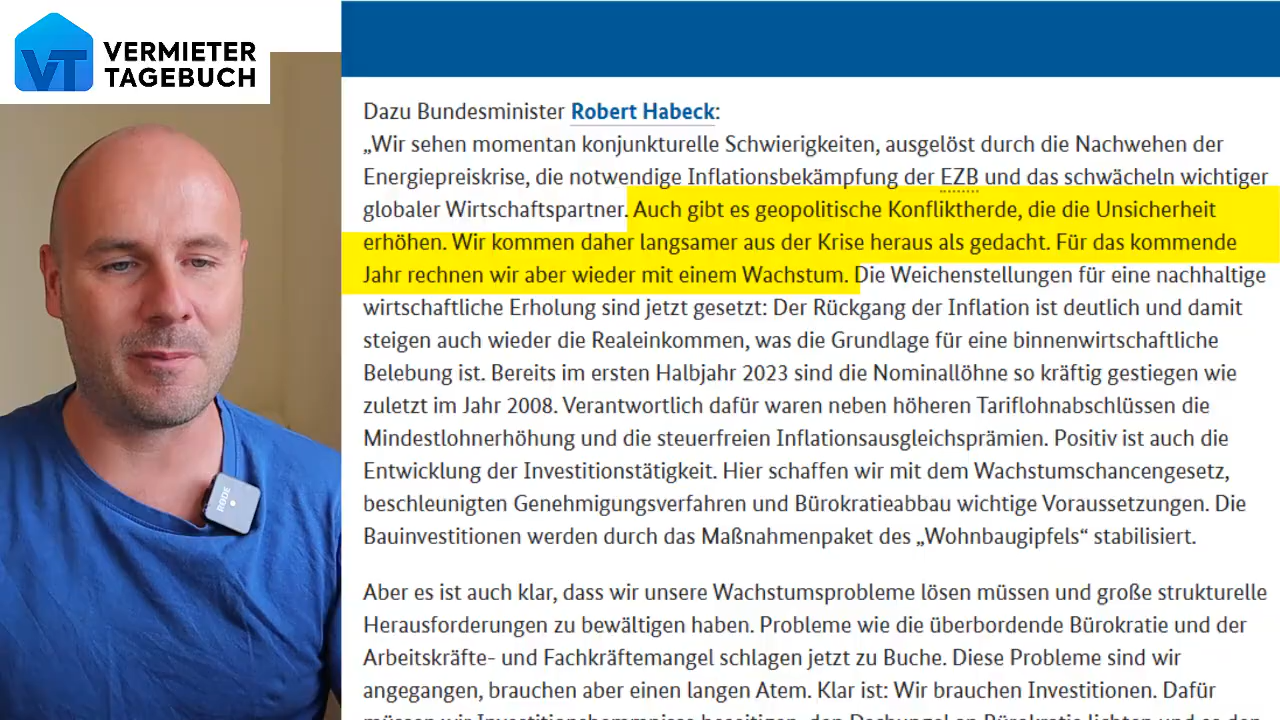 VT VERMIETER
TAGEBUCH
Dazu Bundesminister Robert Habeck:
„Wir sehen momentan konjunkturelle Schwierigkeiten, ausgelöst durch die Nachwehen der
Energiepreiskrise, die notwendige Inflationsbekämpfung der EZB und das schwächeln wichtiger
globaler Wirtschaftspartner. Auch gibt es geopolitische Konfliktherde, die die Unsicherheit
erhöhen. Wir kommen daher langsamer aus der Krise heraus als gedacht. Für das kommende
Jahr rechnen wir aber wieder mit einem Wachstum. Die Weichenstellungen für eine nachhaltige
wirtschaftliche Erholung sind jetzt gesetzt: Der Rückgang der Inflation ist deutlich und damit
steigen auch wieder die Realeinkommen, was die Grundlage für eine binnenwirtschaftliche
Belebung ist. Bereits im ersten Halbjahr 2023 sind die Nominallöhne so kräftig gestiegen wie
zuletzt im Jahr 2008. Verantwortlich dafür waren neben höheren Tariflohnabschlüssen die
Mindestlohnerhöhung und die steuerfreien Inflationsausgleichsprämien. Positiv ist auch die
Entwicklung der Investitionstätigkeit. Hier schaffen wir mit dem Wachstumschancengesetz,
beschleunigten Genehmigungsverfahren und Bürokratieabbau wichtige Voraussetzungen. Die
Bauinvestitionen werden durch das Maßnahmenpaket des „Wohnbaugipfels“ stabilisiert.
Aber es ist auch klar, dass wir unsere Wachstumsprobleme lösen müssen und große strukturelle
Herausforderungen zu bewältigen haben. Probleme wie die überbordende Bürokratie und der
Arbeitskräfte- und Fachkräftemangel schlagen jetzt zu Buche. Diese Probleme sind wir
angegangen, brauchen aber einen langen Atem. Klar ist: Wir brauchen Investitionen. Dafür
RØDE